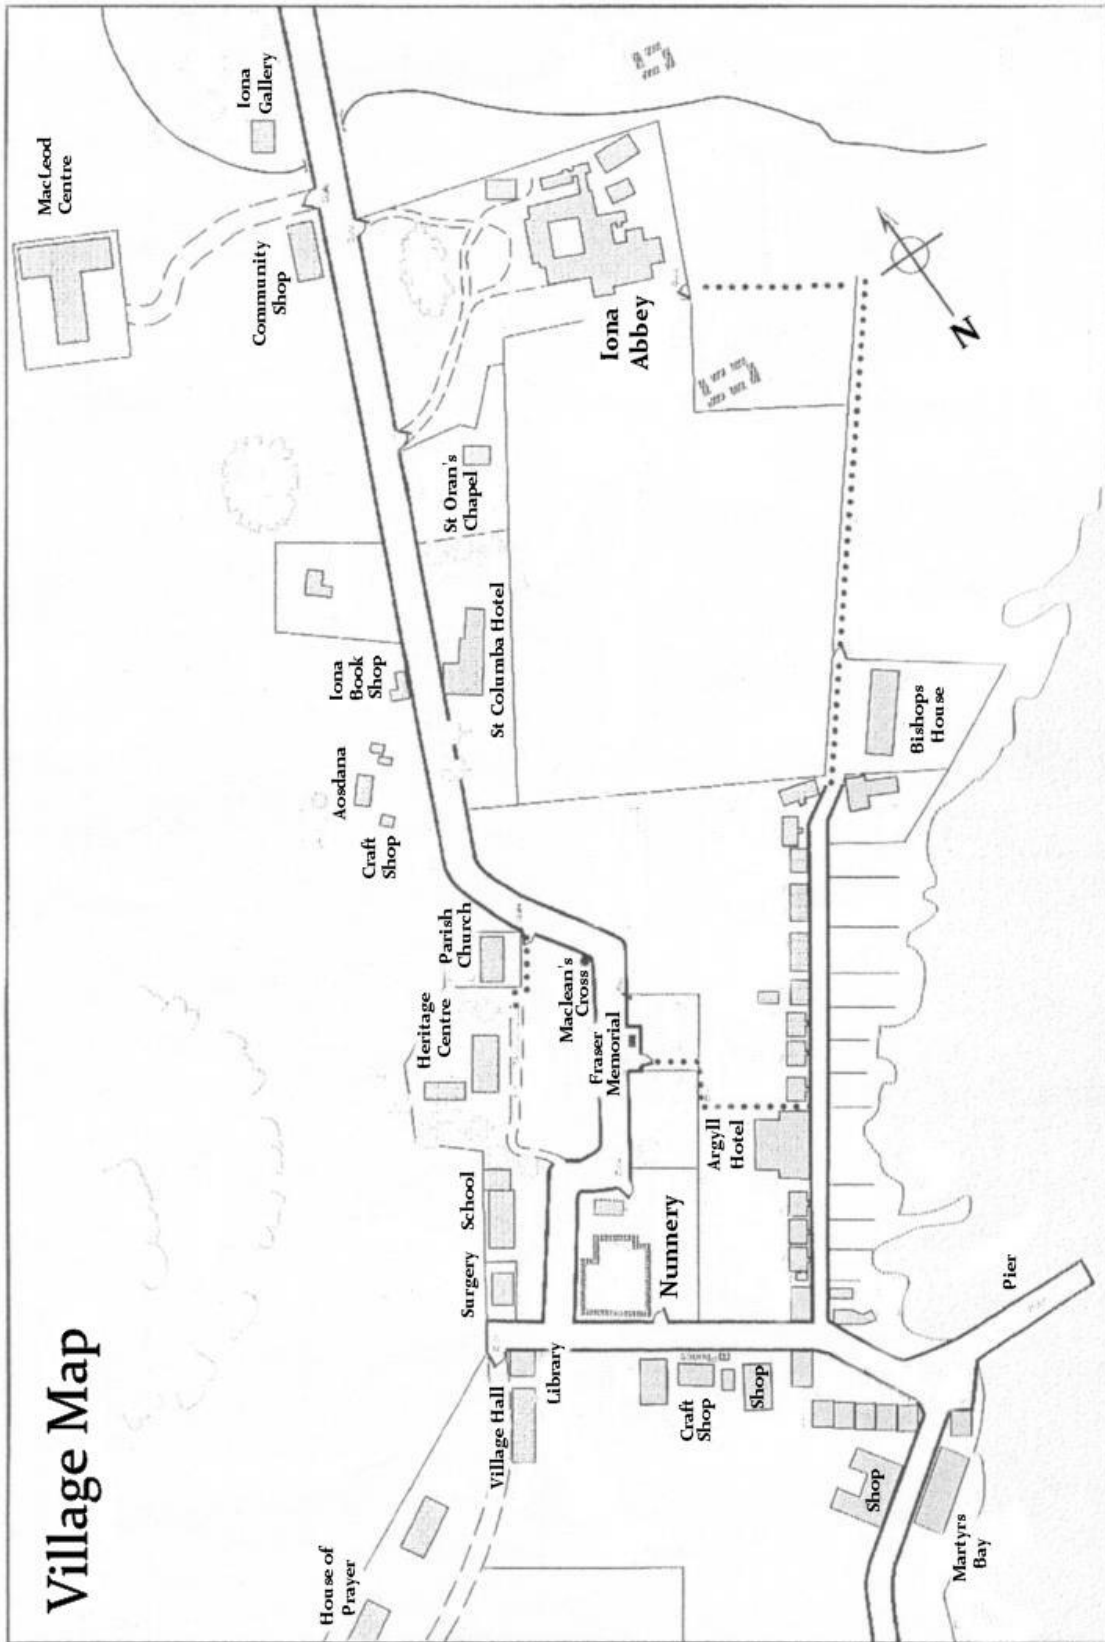 Village Map
House of
Prayer
Village Hall
Library
Surgery
School
Heritage
Centre
Parish
Church
Craft
Shop
Aosdana
Iona
Book
Shop
St Columba Hotel
St Oran's
Chapel
Community
Shop
MacLeod
Centre
Iona
Gallery
Iona
Abbey
Maclean's
Cross
Fraser
Memorial
Nunnery
Argyll
Hotel
Craft
Shop
Shop
Shop
Martyrs
Bay
Pier
Bishops
House
N